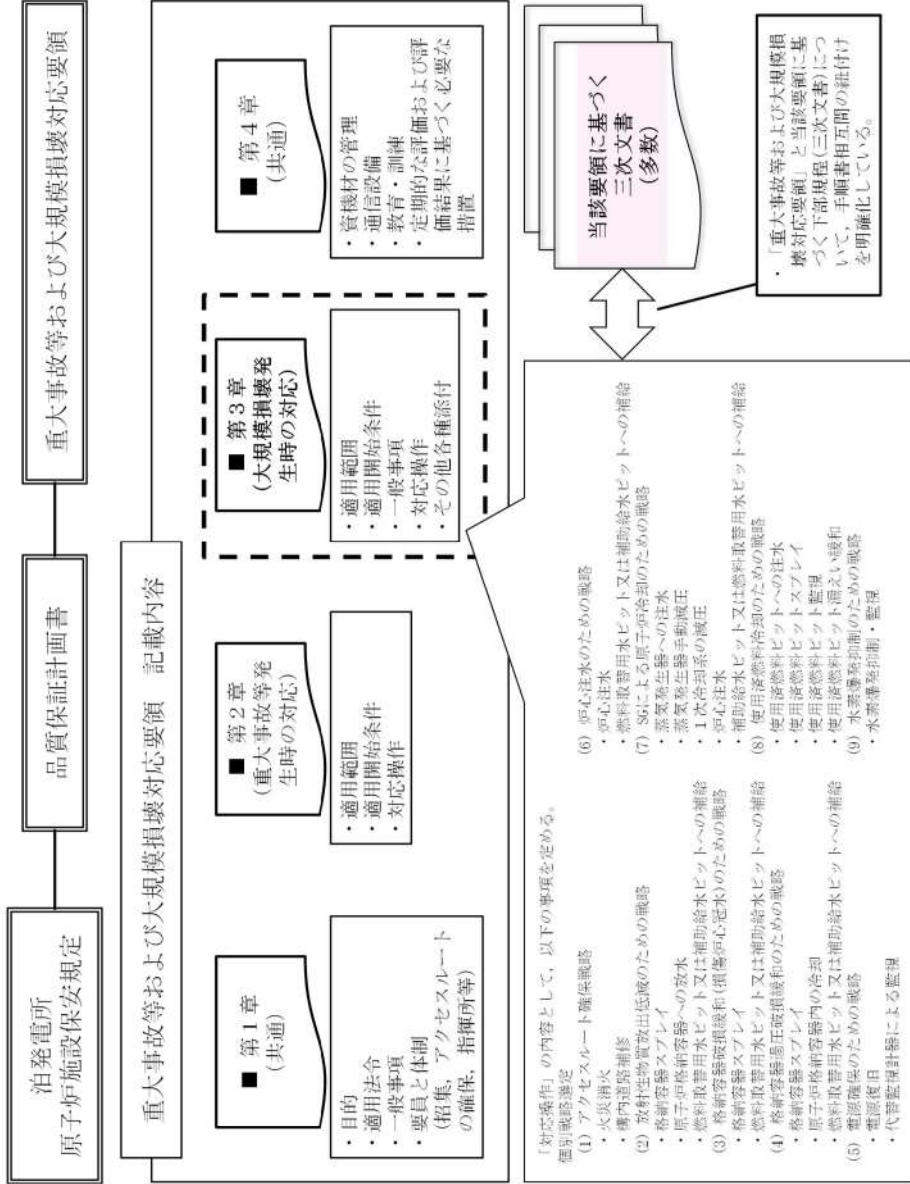 泊発電所
原子炉施設保安規定
品質保証計画書
重大事故等および大規模損壊対応要領
重大事故等および大規模損壊対応要領　記載内容
■ 第1章
(共通)
・目的
・適用法令
・一般事項
・要員と体制
(招集，アクセスルート
の確保，指揮所等)
■ 第2章
(重大事故等発
生時の対応)
・適用範囲
・適用開始条件
・対応操作
■ 第3章
(大規模損壊発
生時の対応)
・適用範囲
・適用開始条件
・一般事項
・対応操作
・その他各種添付
■ 第4章
(共通)
・資機材の管理
・通信設備
・教育・訓練
・定期的な評価および評
価結果に基づく必要な
措置
「対応操作」の内容として，以下の事項を定める。
個別戦略選定
(1) アクセスルート確保戦略
・火災消火
・構内道路補修
(2) 放射性物質放出低減のための戦略
・格納容器スプレイ
・原子炉格納容器への放水
・燃料取替用水ピット又は補助給水ピットへの補給
(3) 格納容器破損緩和(損傷炉心冠水)のための戦略
・格納容器スプレイ
・燃料取替用水ピット又は補助給水ピットへの補給
(4) 格納容器過圧破損緩和のための戦略
・格納容器スプレイ
・原子炉格納容器内の冷却
・燃料取替用水ピット又は補助給水ピットへの補給
(5) 電源確保のための戦略
・電源復旧
・代替監視計器による監視
(6) 炉心注水のための戦略
・炉心注水
・燃料取替用水ピット又は補助給水ピットへの補給
(7) SGによる原子炉冷却のための戦略
・蒸気発生器への注水
・蒸気発生器手動減圧
・1次冷却系の減圧
・炉心注水
・補助給水ピット又は燃料取替用水ピットへの補給
(8) 使用済燃料冷却のための戦略
・使用済燃料ピットへの注水
・使用済燃料ピットスプレイ
・使用済燃料ピット監視
・使用済燃料ピット漏えい緩和
(9) 水素爆発抑制のための戦略
・水素爆発抑制・監視
当該要領に基づく
三次文書
(多数)
・「重大事故等および大規模損
壊対応要領」と当該要領に基
づく下部規程(三次文書)につ
いて，手順書相互間の紐付け
を明確化している。